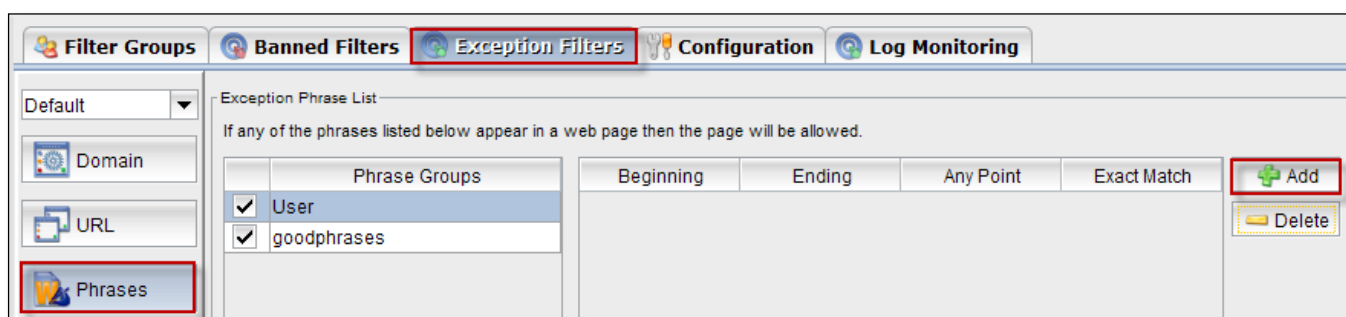 Filter Groups Banned Filters Exception Filters Configuration Log Monitoring
Default
Exception Phrase List
If any of the phrases listed below appear in a web page then the page will be allowed.
Domain
Phrase Groups Beginning Ending Any Point Exact Match Add
User
URL Delete
goodphrases
Phrases